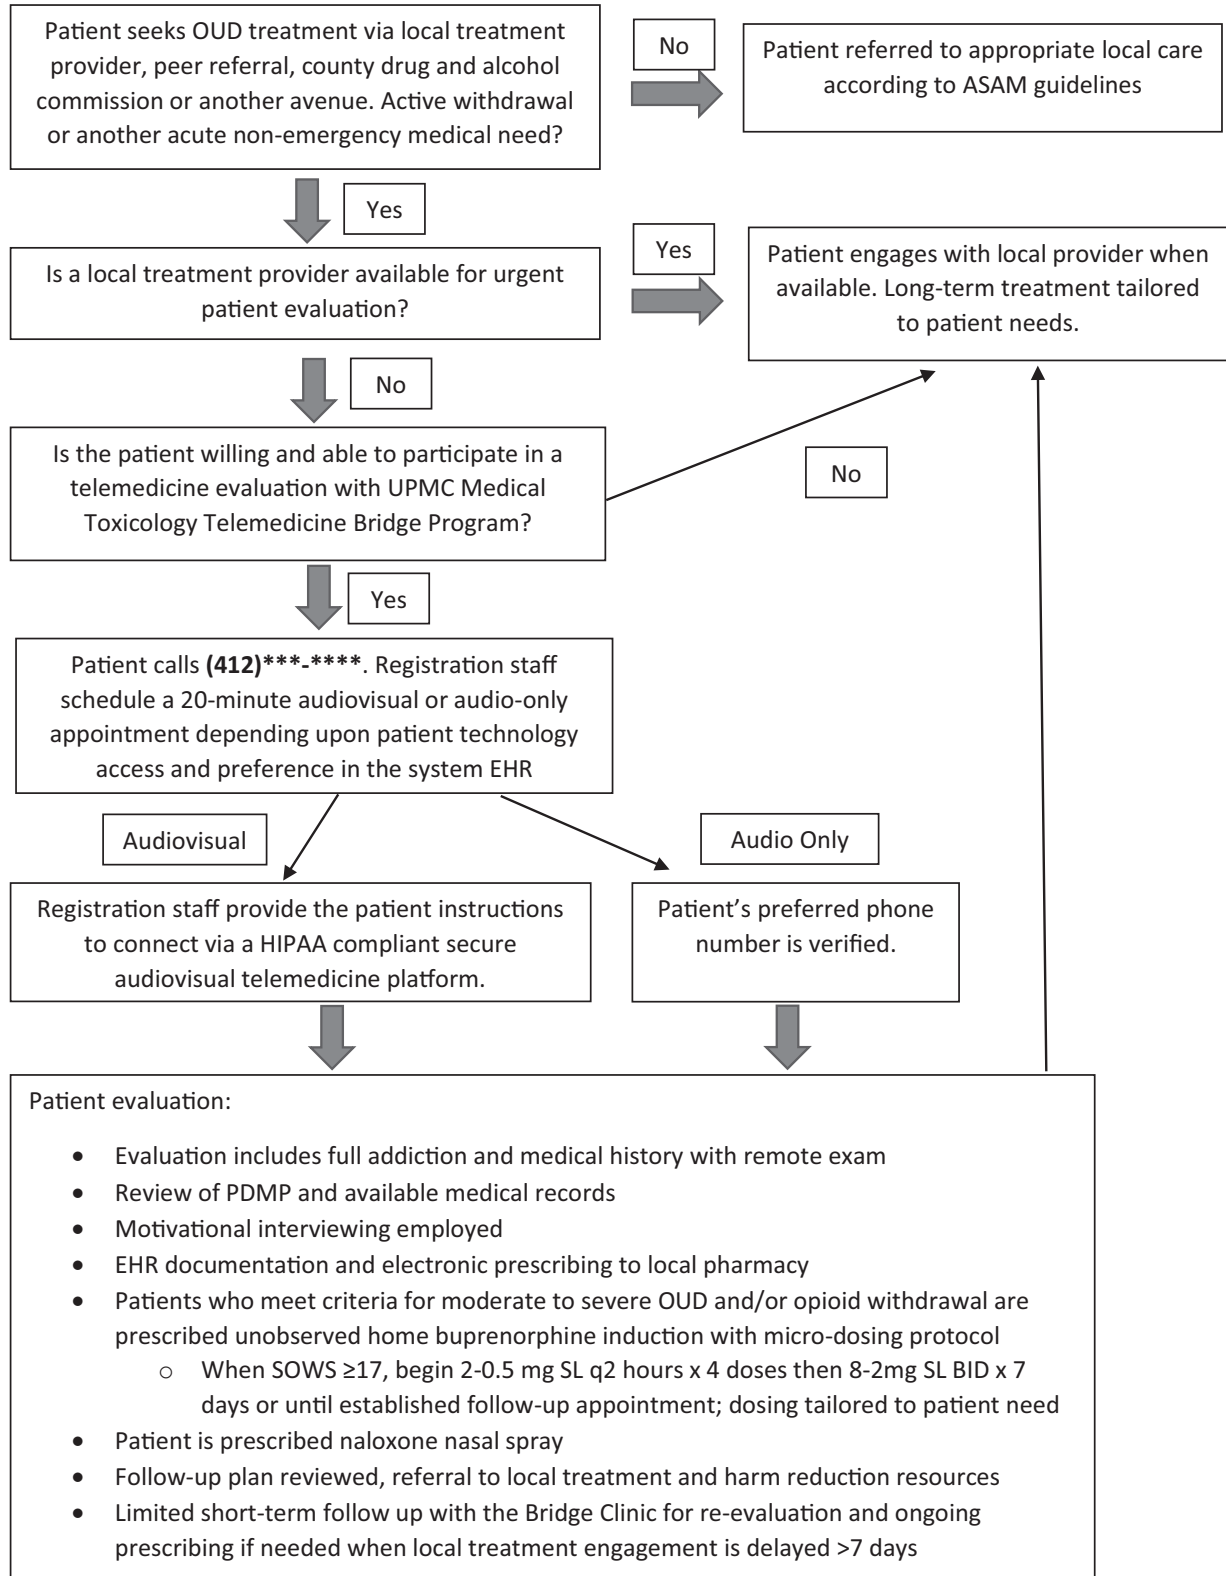 Patient seeks OUD treatment via local treatment
provider, peer referral, county drug and alcohol
commission or another avenue. Active withdrawal
or another acute non-emergency medical need?
No
Patient referred to appropriate local care
according to ASAM guidelines
Yes
Is a local treatment provider available for urgent
patient evaluation?
Yes
Patient engages with local provider when
available. Long-term treatment tailored
to patient needs.
No
Is the patient willing and able to participate in a
telemedicine evaluation with UPMC Medical
Toxicology Telemedicine Bridge Program?
No
Yes
Patient calls (412)***-****. Registration staff
schedule a 20-minute audiovisual or audio-only
appointment depending upon patient technology
access and preference in the system EHR
Audiovisual
Audio Only
Registration staff provide the patient instructions
to connect via a HIPAA compliant secure
audiovisual telemedicine platform.
Patient's preferred phone
number is verified.
Patient evaluation:
• Evaluation includes full addiction and medical history with remote exam
• Review of PDMP and available medical records
• Motivational interviewing employed
• EHR documentation and electronic prescribing to local pharmacy
• Patients who meet criteria for moderate to severe OUD and/or opioid withdrawal are
prescribed unobserved home buprenorphine induction with micro-dosing protocol
o When SOWS ≥17, begin 2-0.5 mg SL q2 hours x 4 doses then 8-2mg SL BID x 7
days or until established follow-up appointment; dosing tailored to patient need
• Patient is prescribed naloxone nasal spray
• Follow-up plan reviewed, referral to local treatment and harm reduction resources
• Limited short-term follow up with the Bridge Clinic for re-evaluation and ongoing
prescribing if needed when local treatment engagement is delayed >7 days